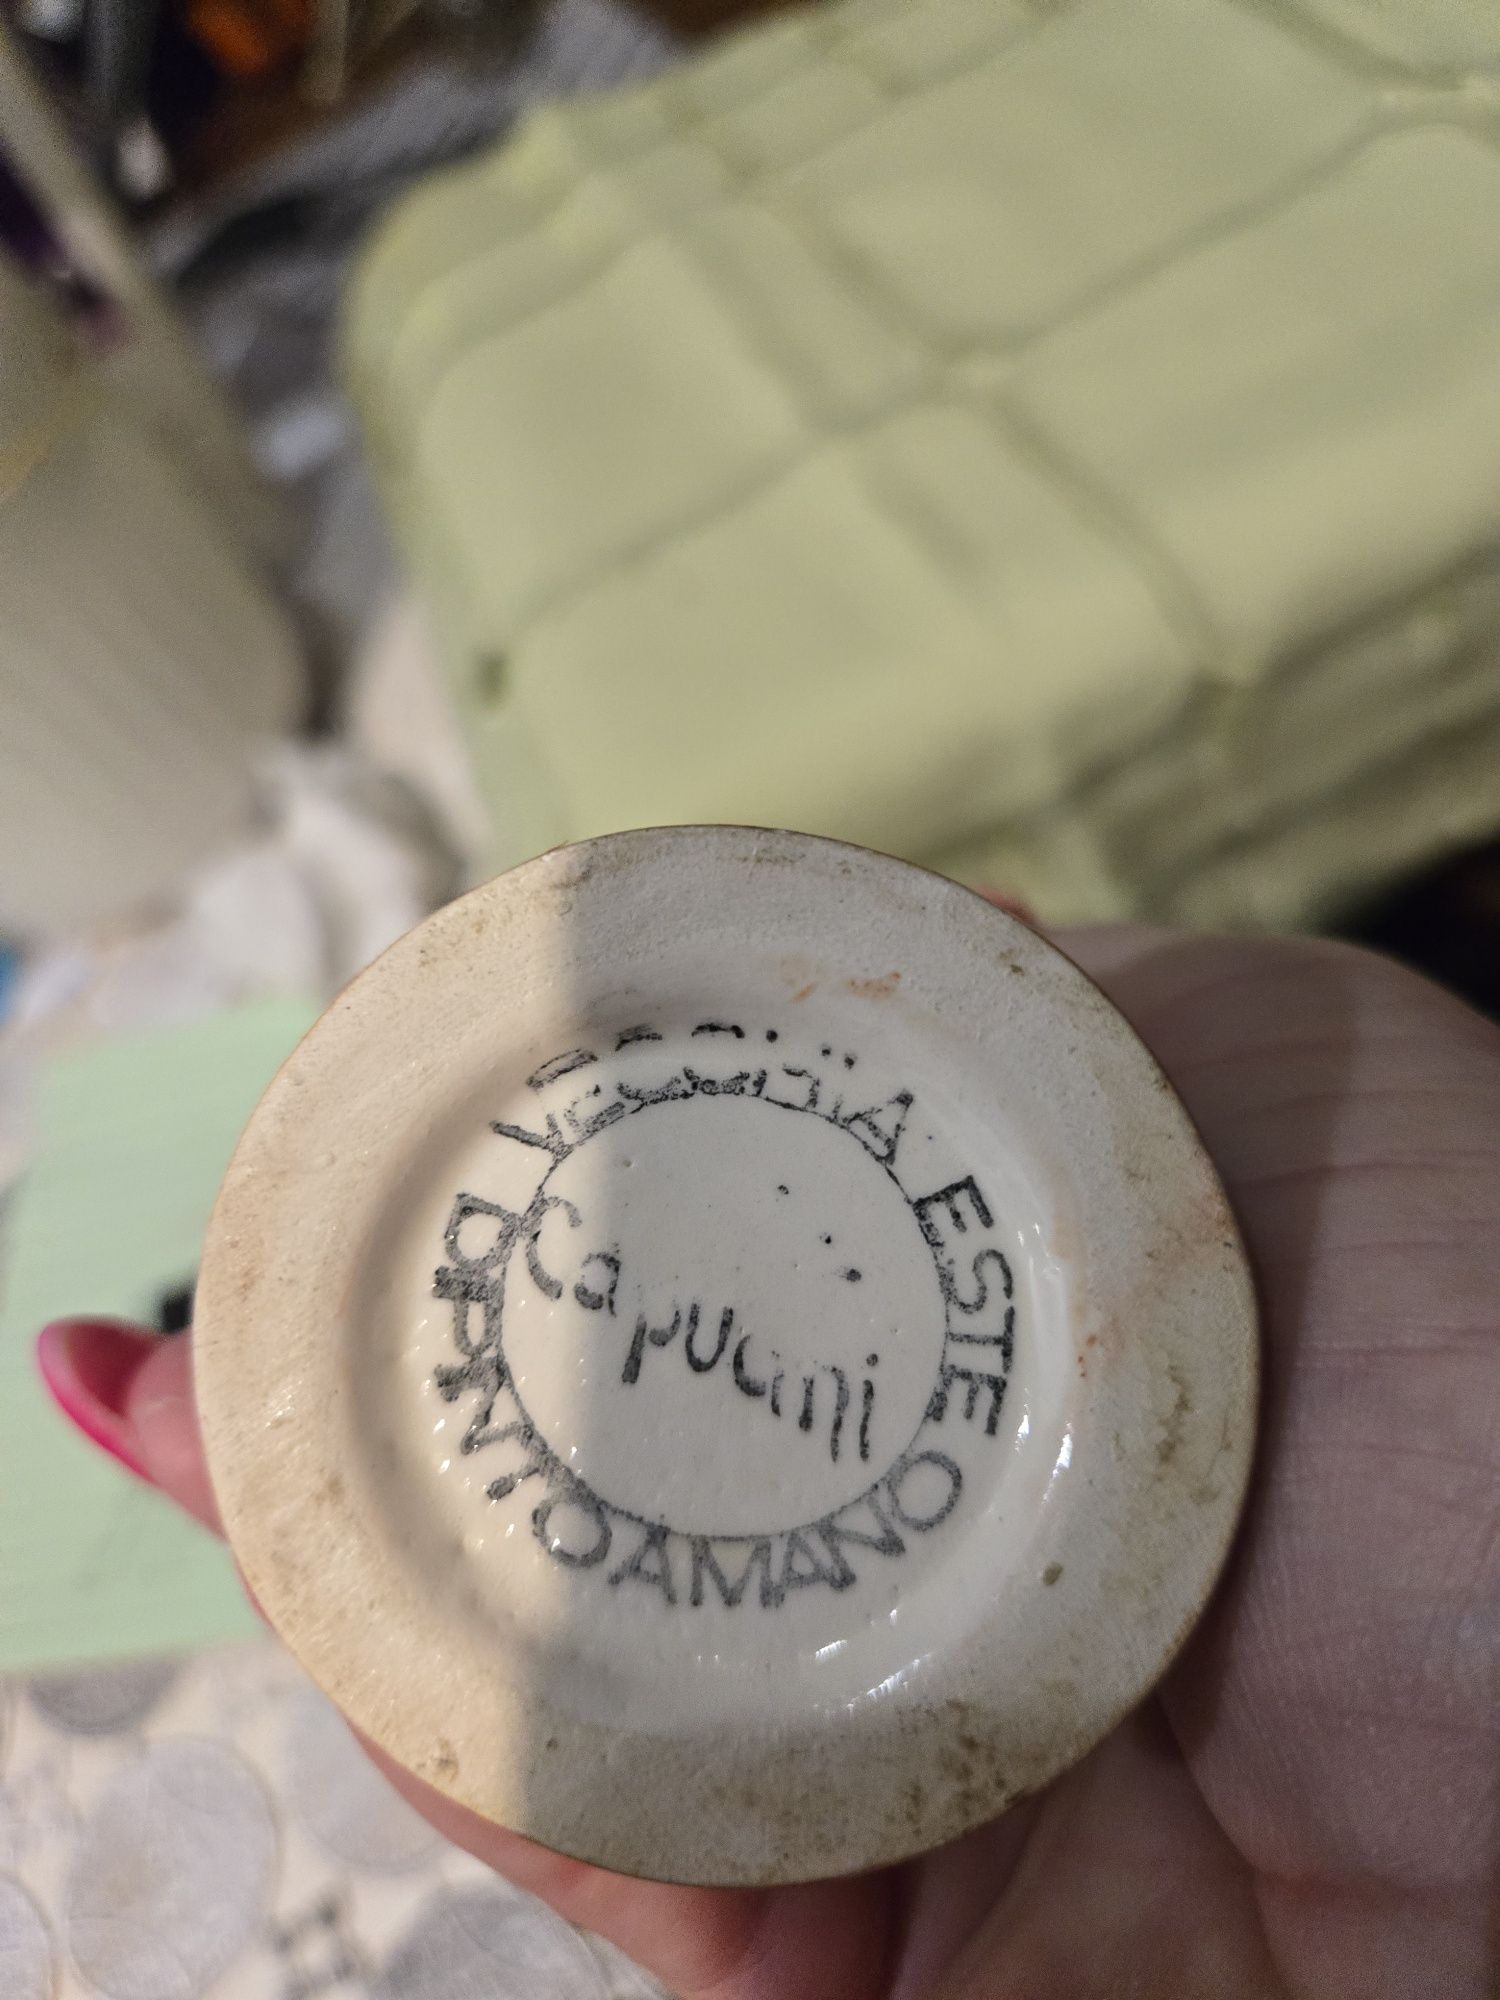 VECCHIA ESTE
DIPINTO A MANO
Capucini